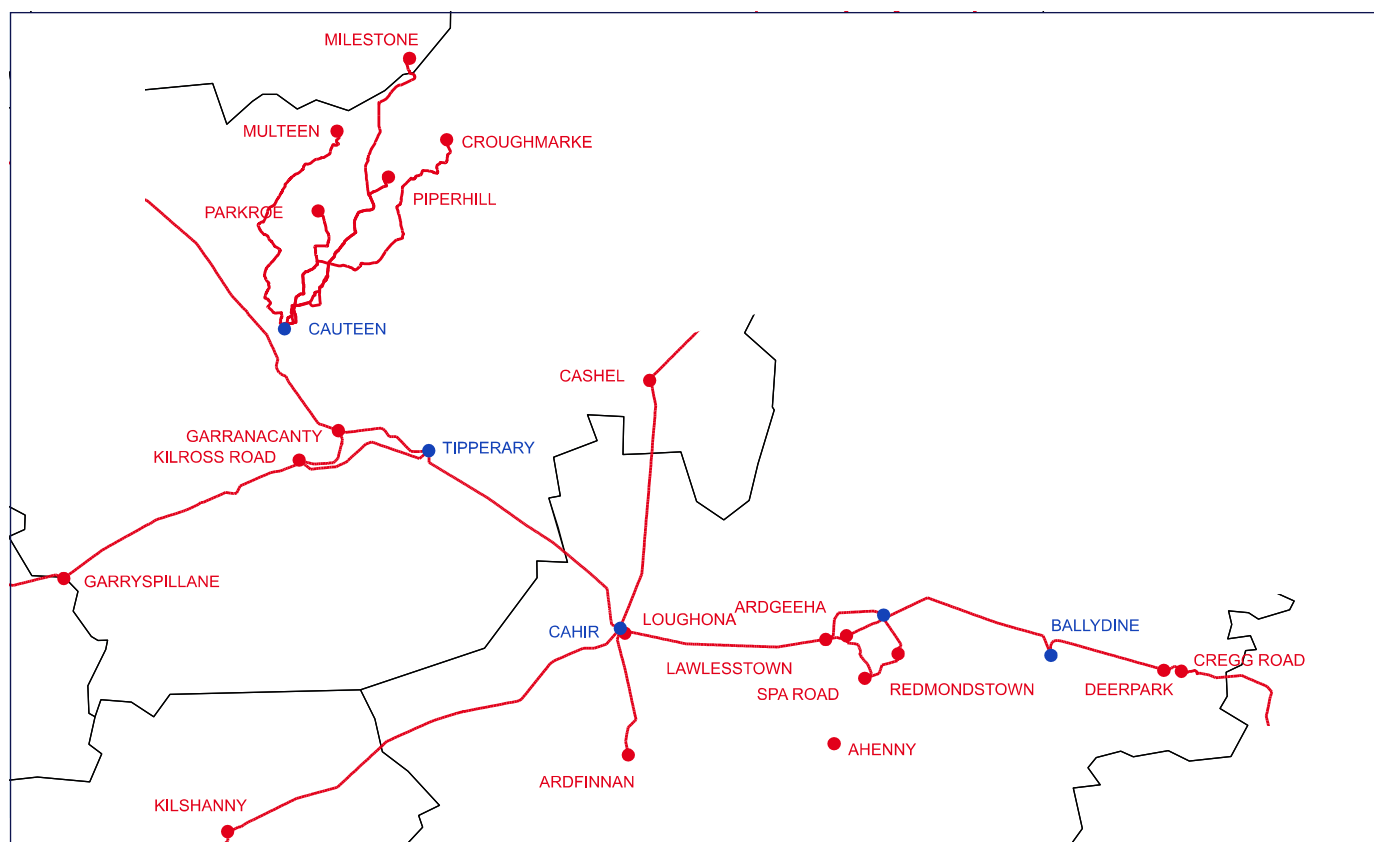 MILESTONE
MULTEEN
CROUGHMARKE
PIPERHILL
PARKROE
CAUTEEN
CASHEL
GARRANACANTY
TIPPERARY
KILROSS ROAD
GARRYSPILLANE
ARDGEEHA
LOUGHONA
CAHIR
BALLYDINE
LAWLESSTOWN
CREGG ROAD
SPA ROAD
REDMONDSTOWN
DEERPARK
AHENNY
ARDFINNAN
KILSHANNY